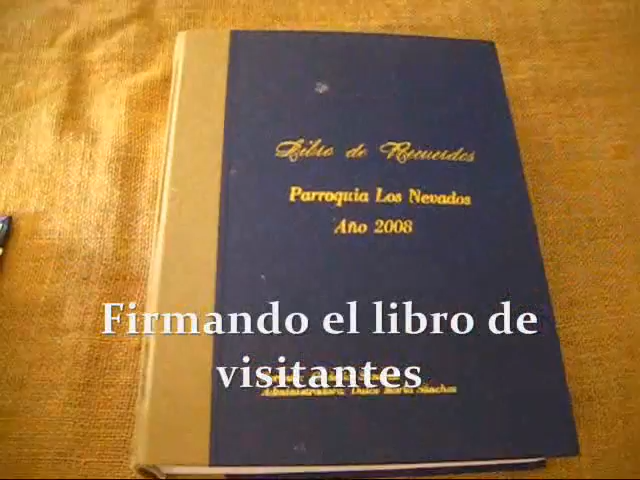 Libro de Recuerdos
Parroquia Los Nevados
Año 2008
Firmando el libro de
visitantes
Administradora: Dulce María Sánchez